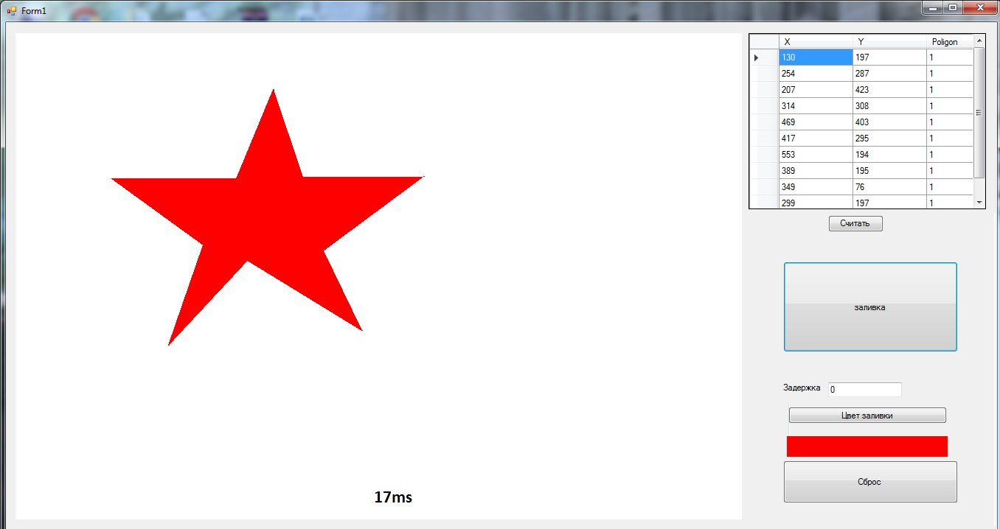 Form1
X Y Poligon
130 197 1
254 287 1
207 423 1
314 308 1
469 403 1
417 295 1
553 194 1
389 195 1
349 76 1
299 197 1
Считать
заливка
Задержка 0
Цвет заливки
Сброс
17ms